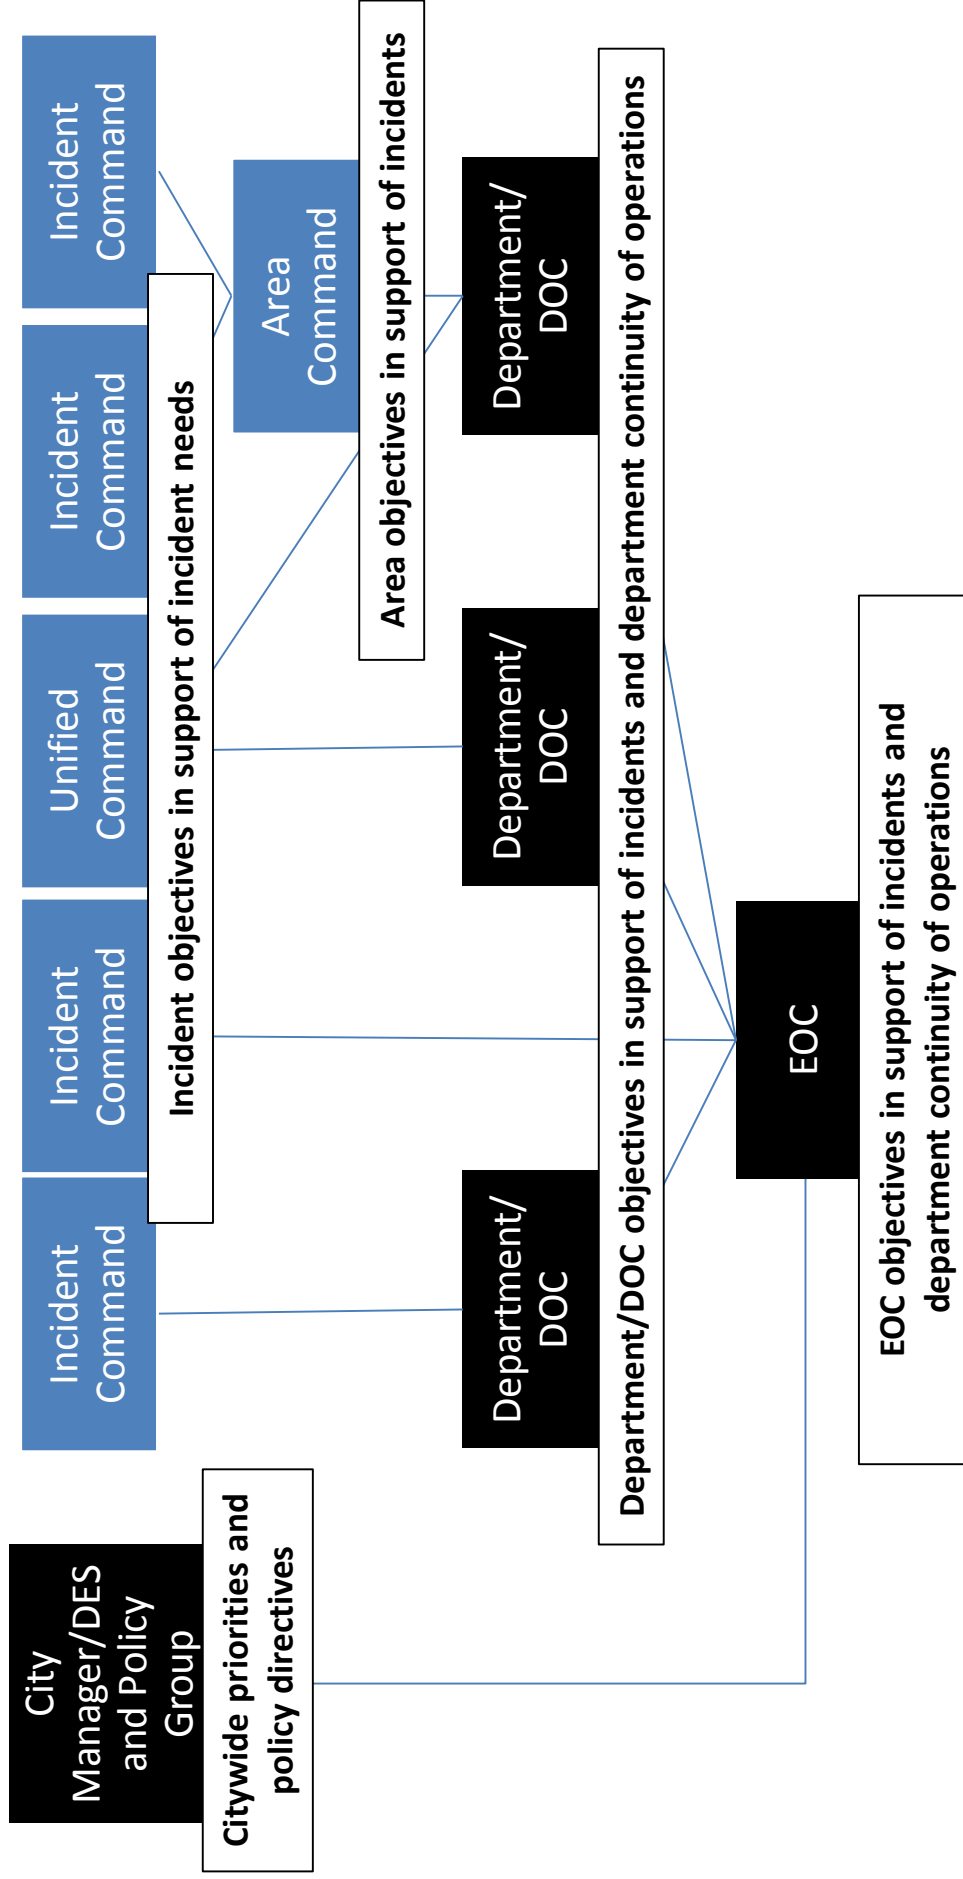 City
Manager/DES
and Policy
Group
Citywide priorities and
policy directives
Incident
Command
Incident
Command
Unified
Command
Incident
Command
Incident
Command
Incident objectives in support of incident needs
Area
Command
Area objectives in support of incidents
Department/
DOC
Department/
DOC
Department/
DOC
Department/DOC objectives in support of incidents and department continuity of operations
EOC
EOC objectives in support of incidents and
department continuity of operations